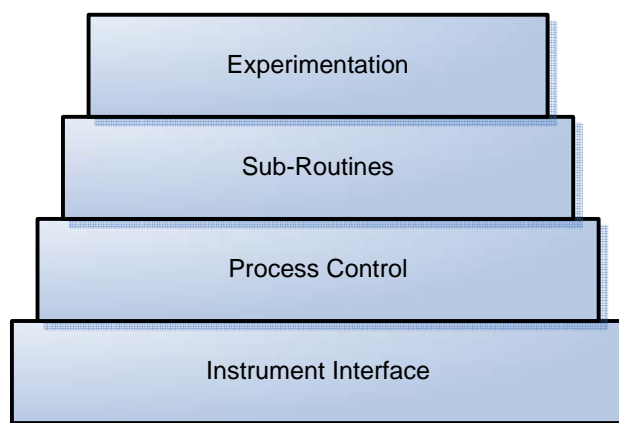 Experimentation
Sub-Routines
Process Control
Instrument Interface